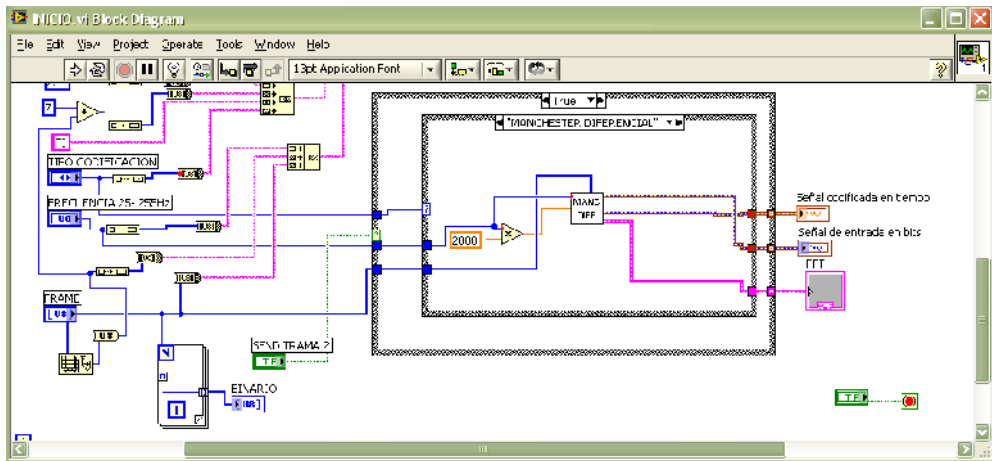 INICIO.vi Block Diagram
File Edit View Project Operate Tools Window Help
13pt Application Font
1
7
True
"MANCHESTER DIFERENCIAL"
TIPO CODIFICACION
FRECUENCIA 25-255Hz
2000
MANC
DIFF
Señal codificada en tiempo
Señal de entrada en bits
FFT
FRAME
SEND TRAMA 2
TF
N
i
BINARIO
TF